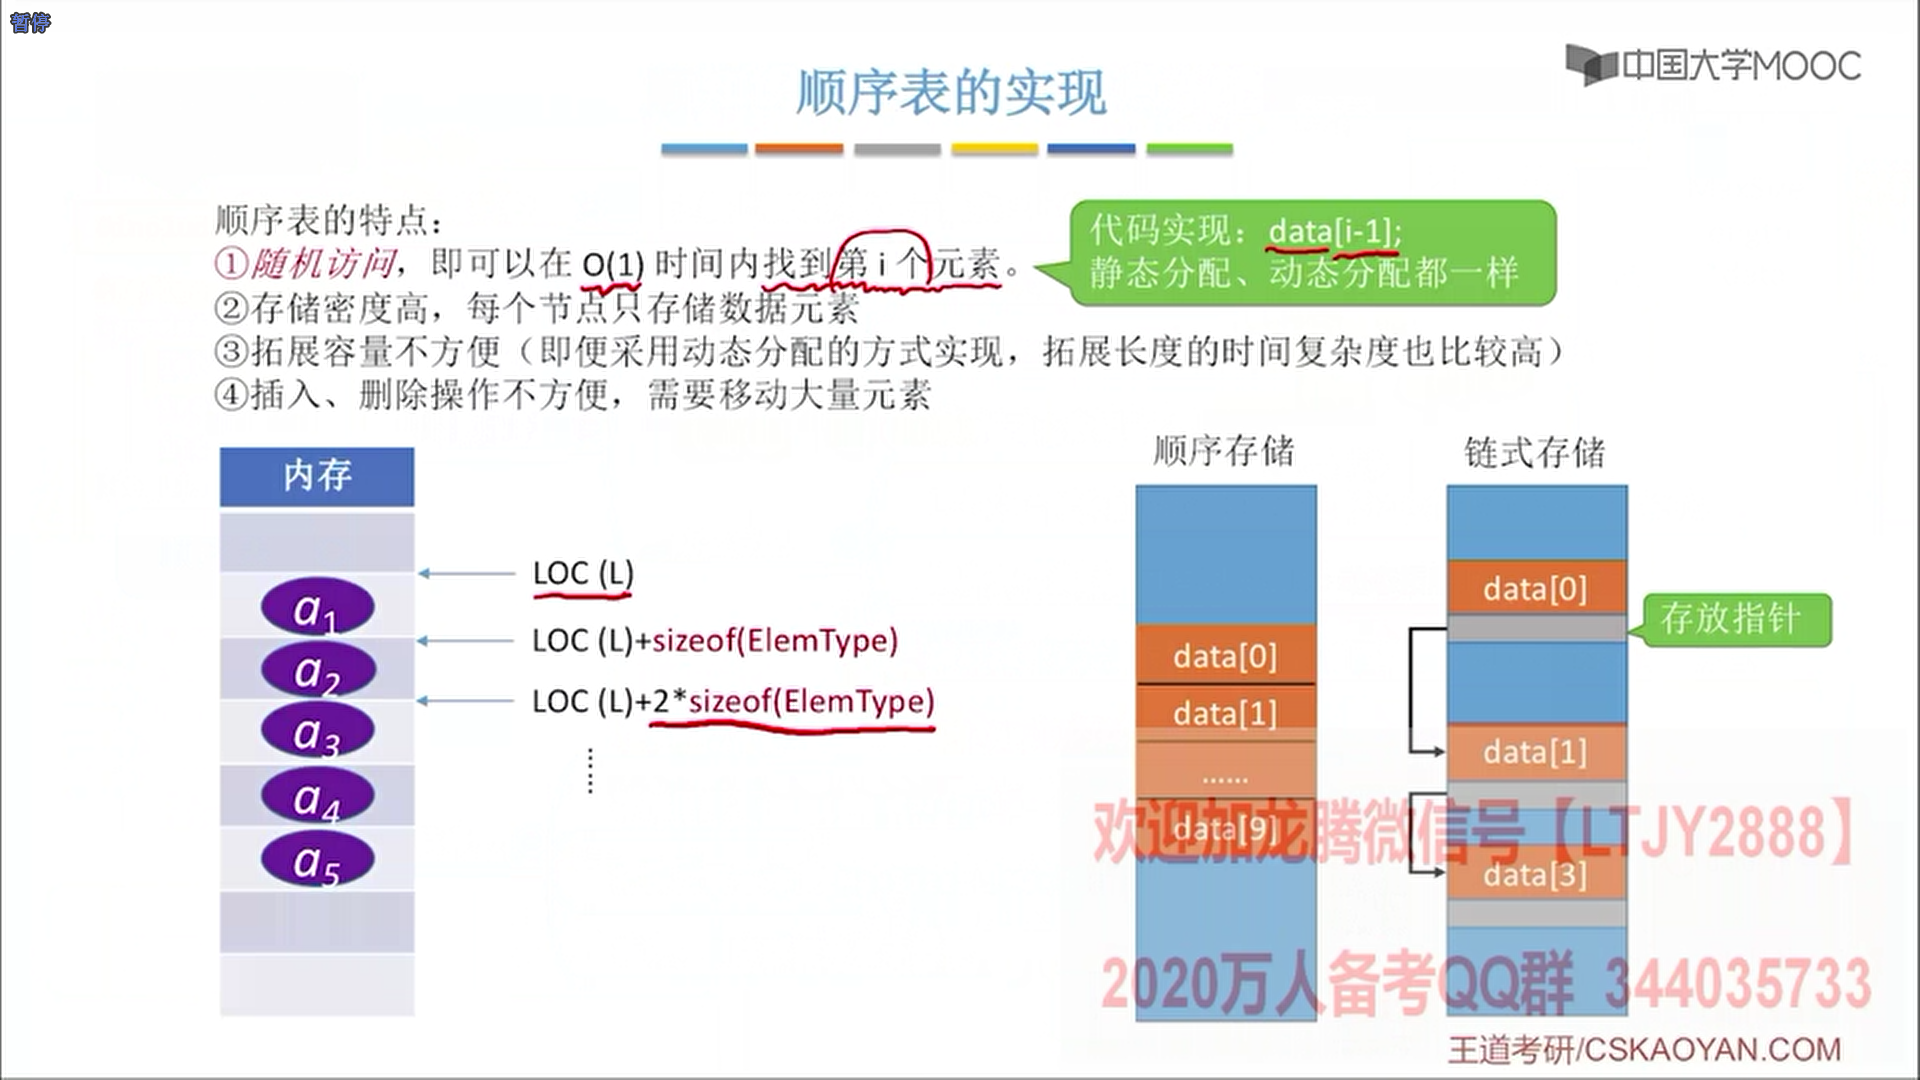 暂停
中国大学MOOC
顺序表的实现
顺序表的特点：
①随机访问，即可以在 O(1) 时间内找到第 i 个元素。
代码实现：data[i-1];
静态分配、动态分配都一样
②存储密度高，每个节点只存储数据元素
③拓展容量不方便（即便采用动态分配的方式实现，拓展长度的时间复杂度也比较高）
④插入、删除操作不方便，需要移动大量元素
内存
a1
a2
a3
a4
a5
LOC (L)
LOC (L)+sizeof(ElemType)
LOC (L)+2*sizeof(ElemType)
顺序存储
data[0]
data[1]
......
data[9]
链式存储
data[0]
存放指针
data[1]
data[3]
欢迎加龙腾微信号【LTJY2888】
2020万人备考QQ群 344035733
王道考研/CSKAOYAN.COM